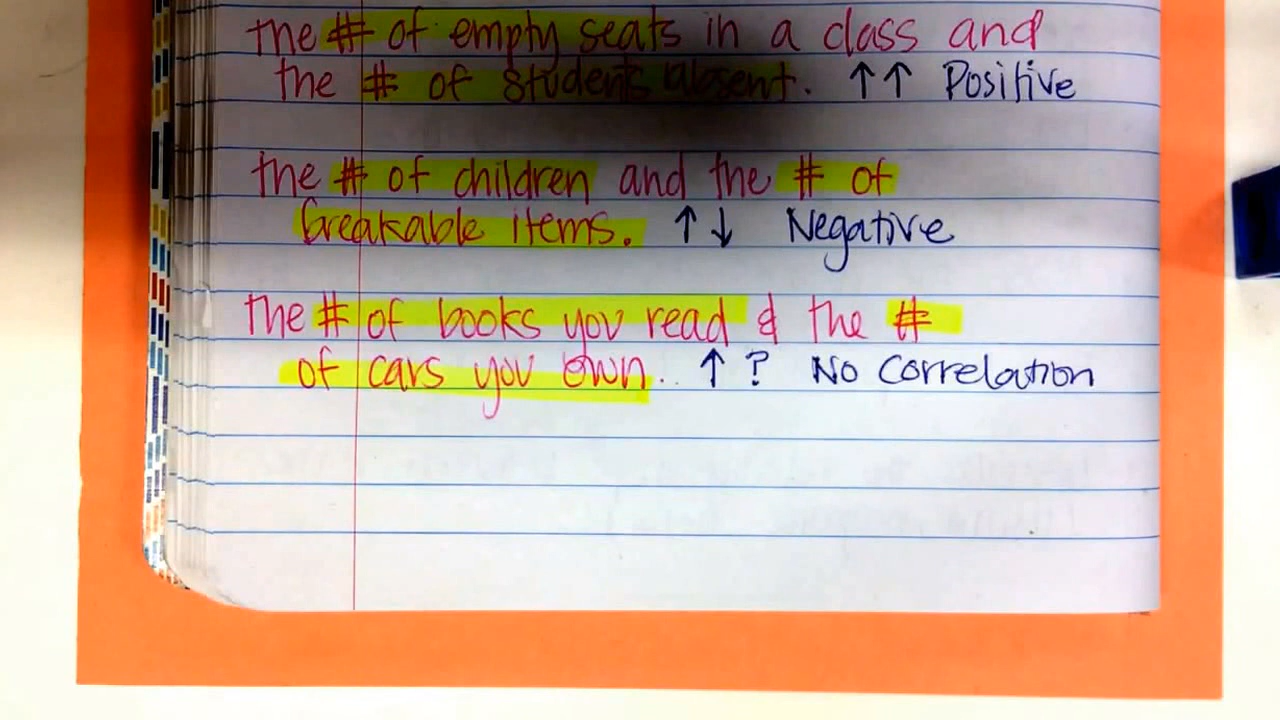 the # of empty seats in a class and
the # of students absent. ↑↑ Positive
the # of children and the # of
breakable items. ↑↓ Negative
the # of books you read & the #
of cars you own.. ↑ ? No Correlation